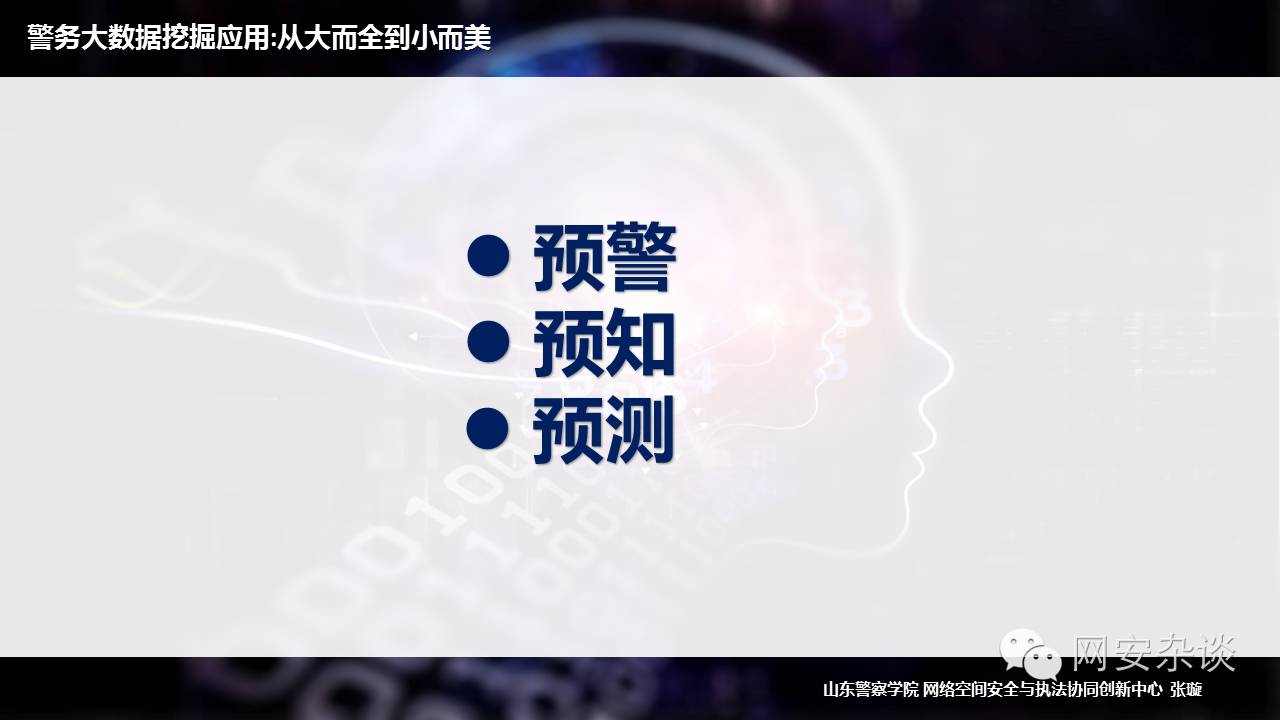 警务大数据挖掘应用:从大而全到小而美
● 预警
● 预知
● 预测
网安杂谈
山东警察学院 网络空间安全与执法协同创新中心 张璇